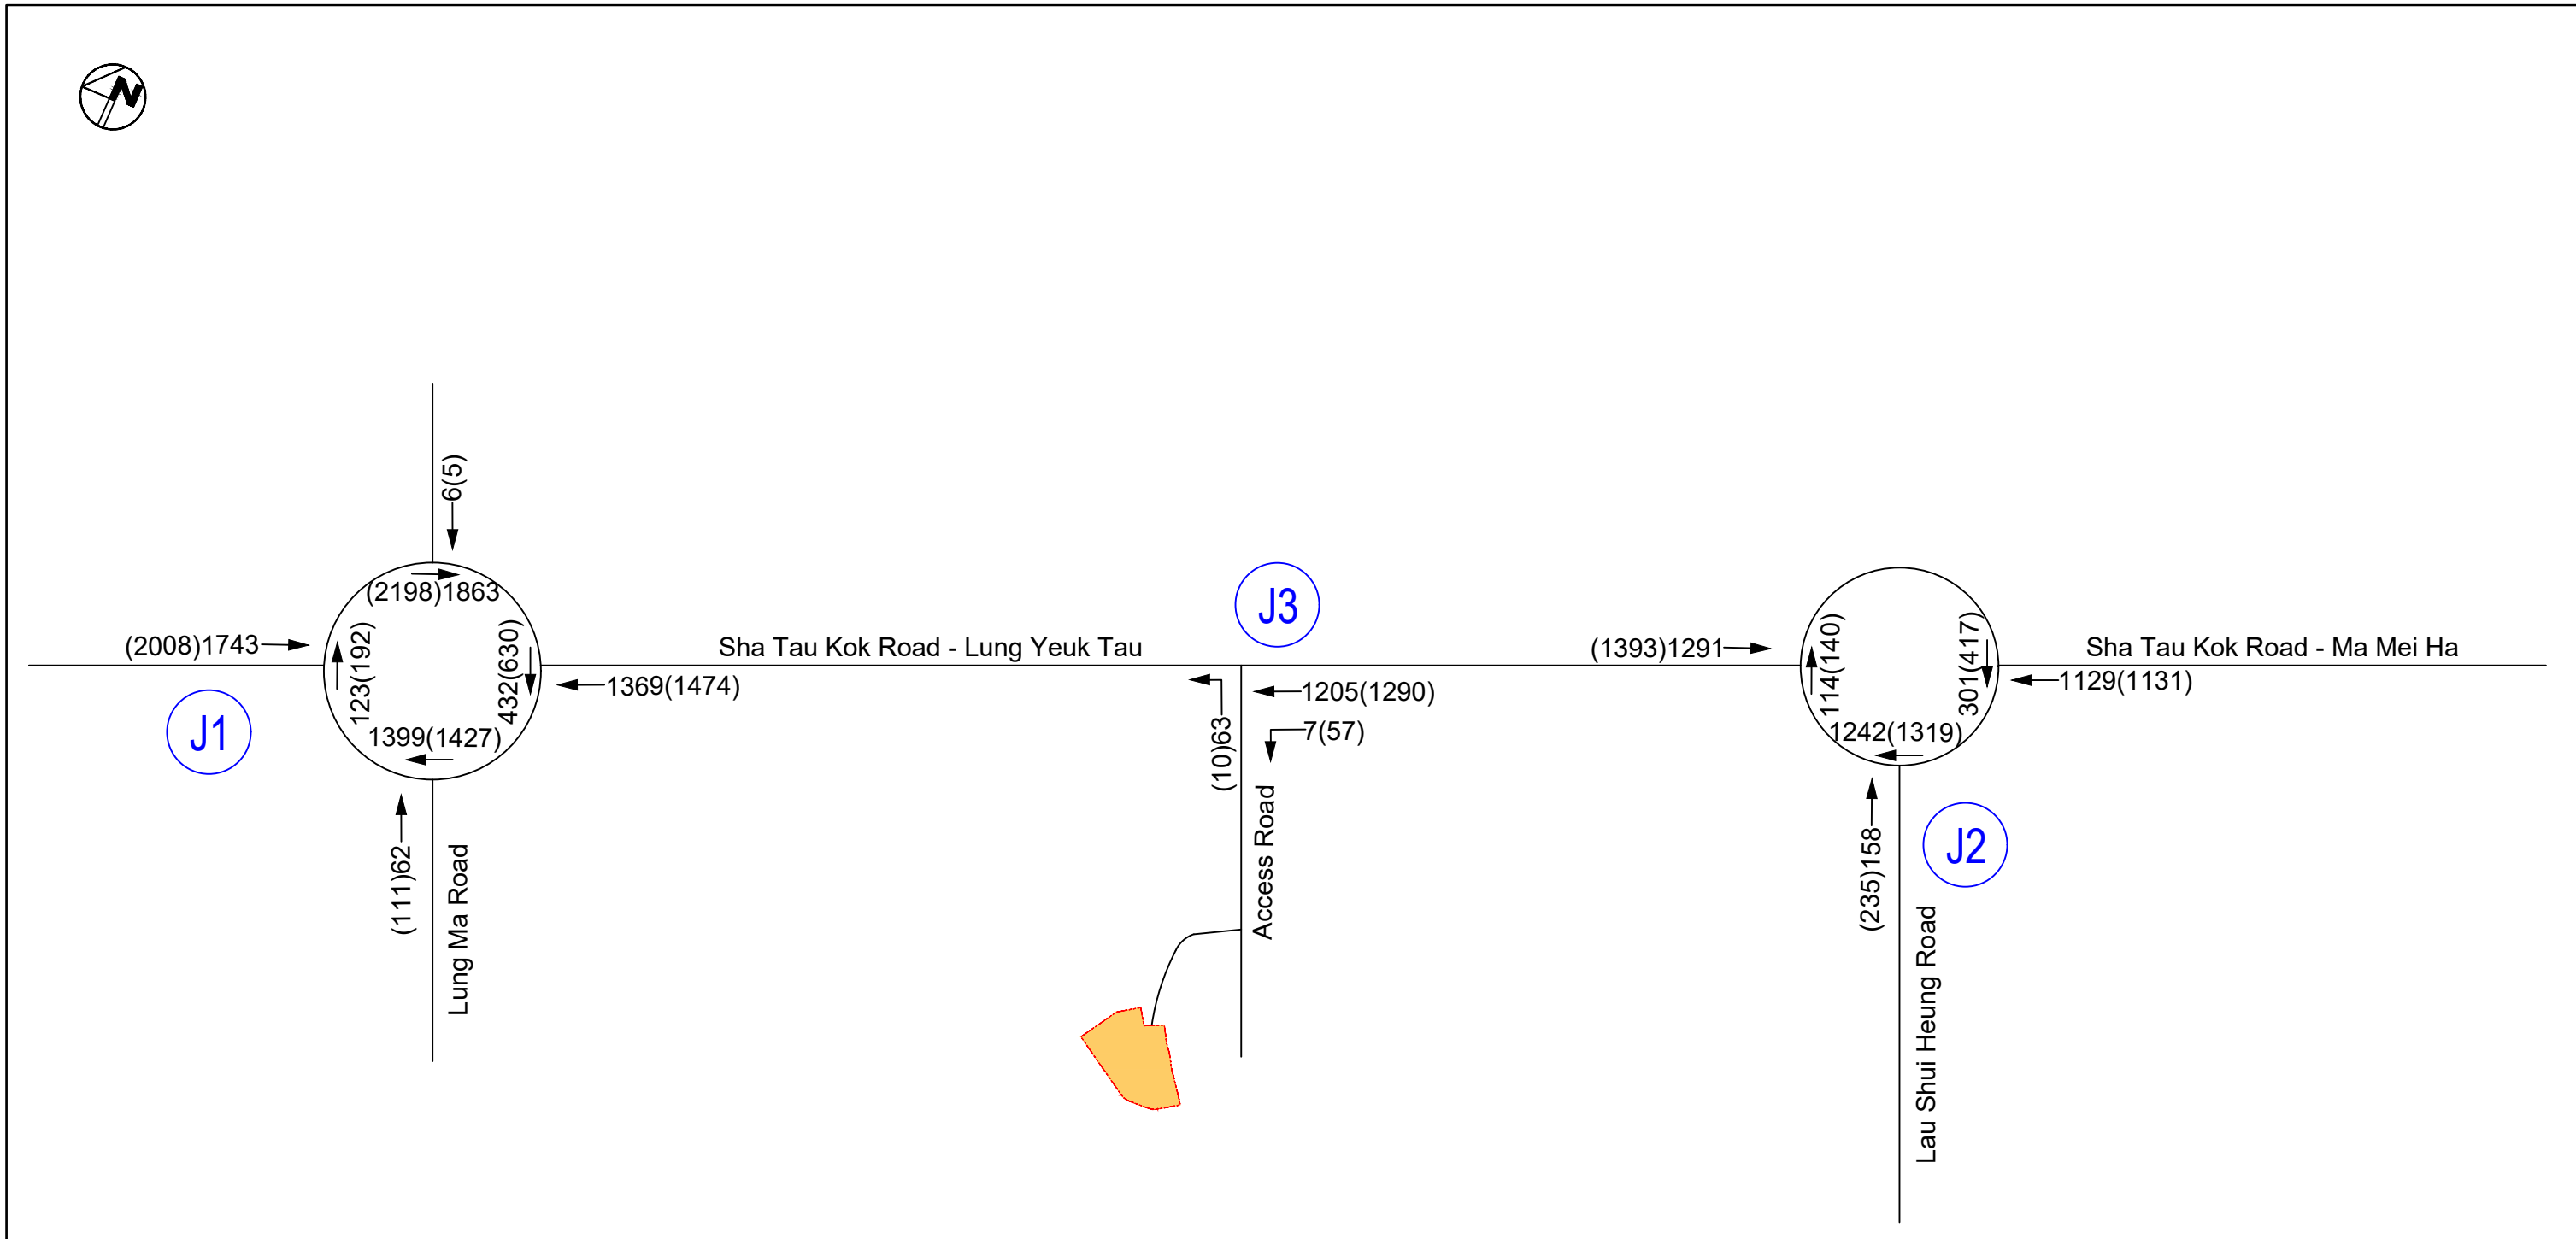 N
6(5)
(2198)1863
(2008)1743
123(192)
432(630)
1399(1427)
J1
(111)62
Lung Ma Road
Sha Tau Kok Road - Lung Yeuk Tau
1369(1474)
J3
(10)63
1205(1290)
7(57)
Access Road
(1393)1291
114(140)
301(417)
1242(1319)
Sha Tau Kok Road - Ma Mei Ha
1129(1131)
(235)158
J2
Lau Shui Heung Road